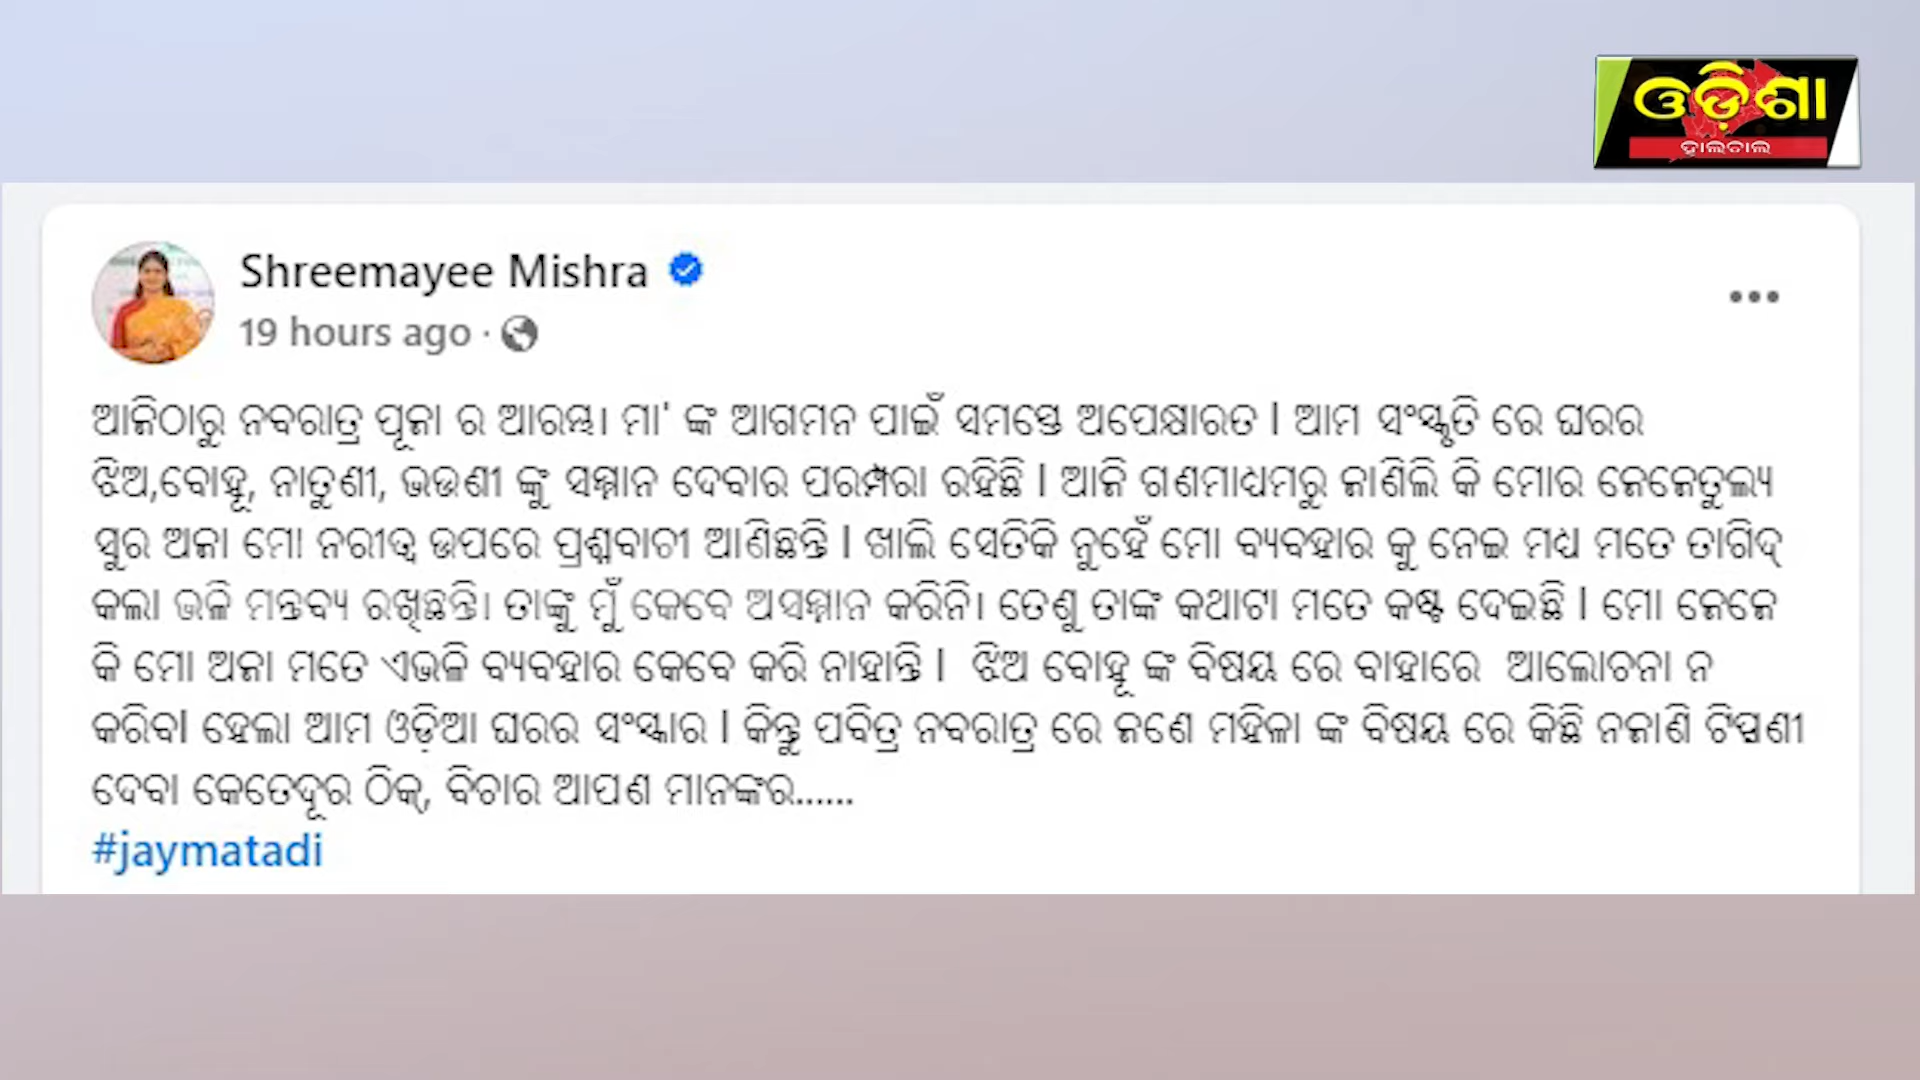 ଓଡ଼ିଶା
ହାଲଚାଲ
Shreemayee Mishra
19 hours ago ·
ଆଜିଠାରୁ ନବରାତ୍ର ପୂଜା ର ଆରମ୍ଭ। ମା' ଙ୍କ ଆଗମନ ପାଇଁ ସମସ୍ତେ ଅପେକ୍ଷାରତ l ଆମ ସଂସ୍କୃତି ରେ ଘରର
ଝିଅ,ବୋହୂ, ନାତୁଣୀ, ଭଉଣୀ ଙ୍କୁ ସମ୍ମାନ ଦେବାର ପରମ୍ପରା ରହିଛି l ଆଜି ଗଣମାଧ୍ୟମରୁ ଜାଣିଲି କି ମୋର ଜେଜେତୁଲ୍ୟ
ସୁର ଅଜା ମୋ ନରୀତ୍ୱ ଉପରେ ପ୍ରଶ୍ନବାଚୀ ଆଣିଛନ୍ତି l ଖାଲି ସେତିକି ନୁହେଁ ମୋ ବ୍ୟବହାର କୁ ନେଇ ମଧ୍ୟ ମତେ ତାଗିଦ୍
କଲା ଭଳି ମନ୍ତବ୍ୟ ରଖିଛନ୍ତି। ତାଙ୍କୁ ମୁଁ କେବେ ଅସମ୍ମାନ କରିନି। ତେଣୁ ତାଙ୍କ କଥାଟା ମତେ କଷ୍ଟ ଦେଇଛି l ମୋ ଜେଜେ
କି ମୋ ଅଜା ମତେ ଏଭଳି ବ୍ୟବହାର କେବେ କରି ନାହାନ୍ତି l ଝିଅ ବୋହୂ ଙ୍କ ବିଷୟ ରେ ବାହାରେ ଆଲୋଚନା ନ
କରିବା ହେଲା ଆମ ଓଡ଼ିଆ ଘରର ସଂସ୍କାର l କିନ୍ତୁ ପବିତ୍ର ନବରାତ୍ର ରେ ଜଣେ ମହିଳା ଙ୍କ ବିଷୟ ରେ କିଛି ନଜାଣି ଟିପ୍ପଣୀ
ଦେବା କେତେଦୂର ଠିକ୍, ବିଚାର ଆପଣ ମାନଙ୍କର......
#jaymatadi